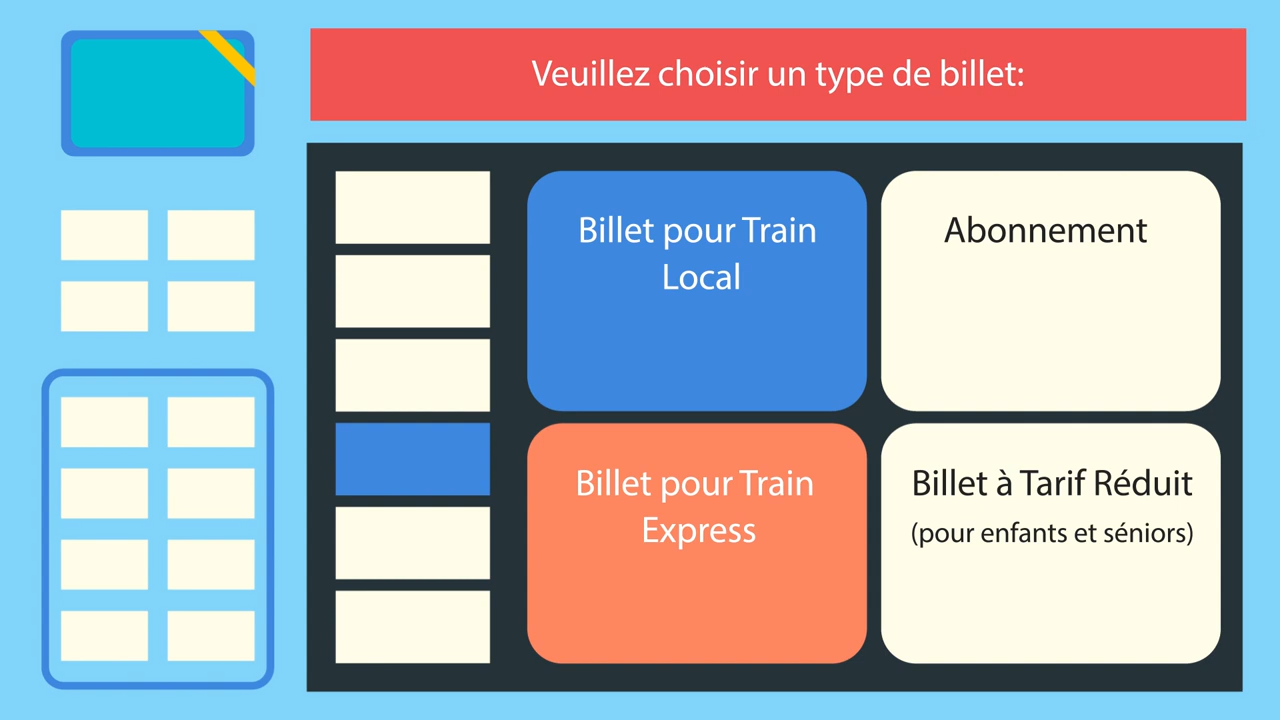 Veuillez choisir un type de billet:
Billet pour Train
Local
Abonnement
Billet pour Train
Express
Billet à Tarif Réduit
(pour enfants et séniors)